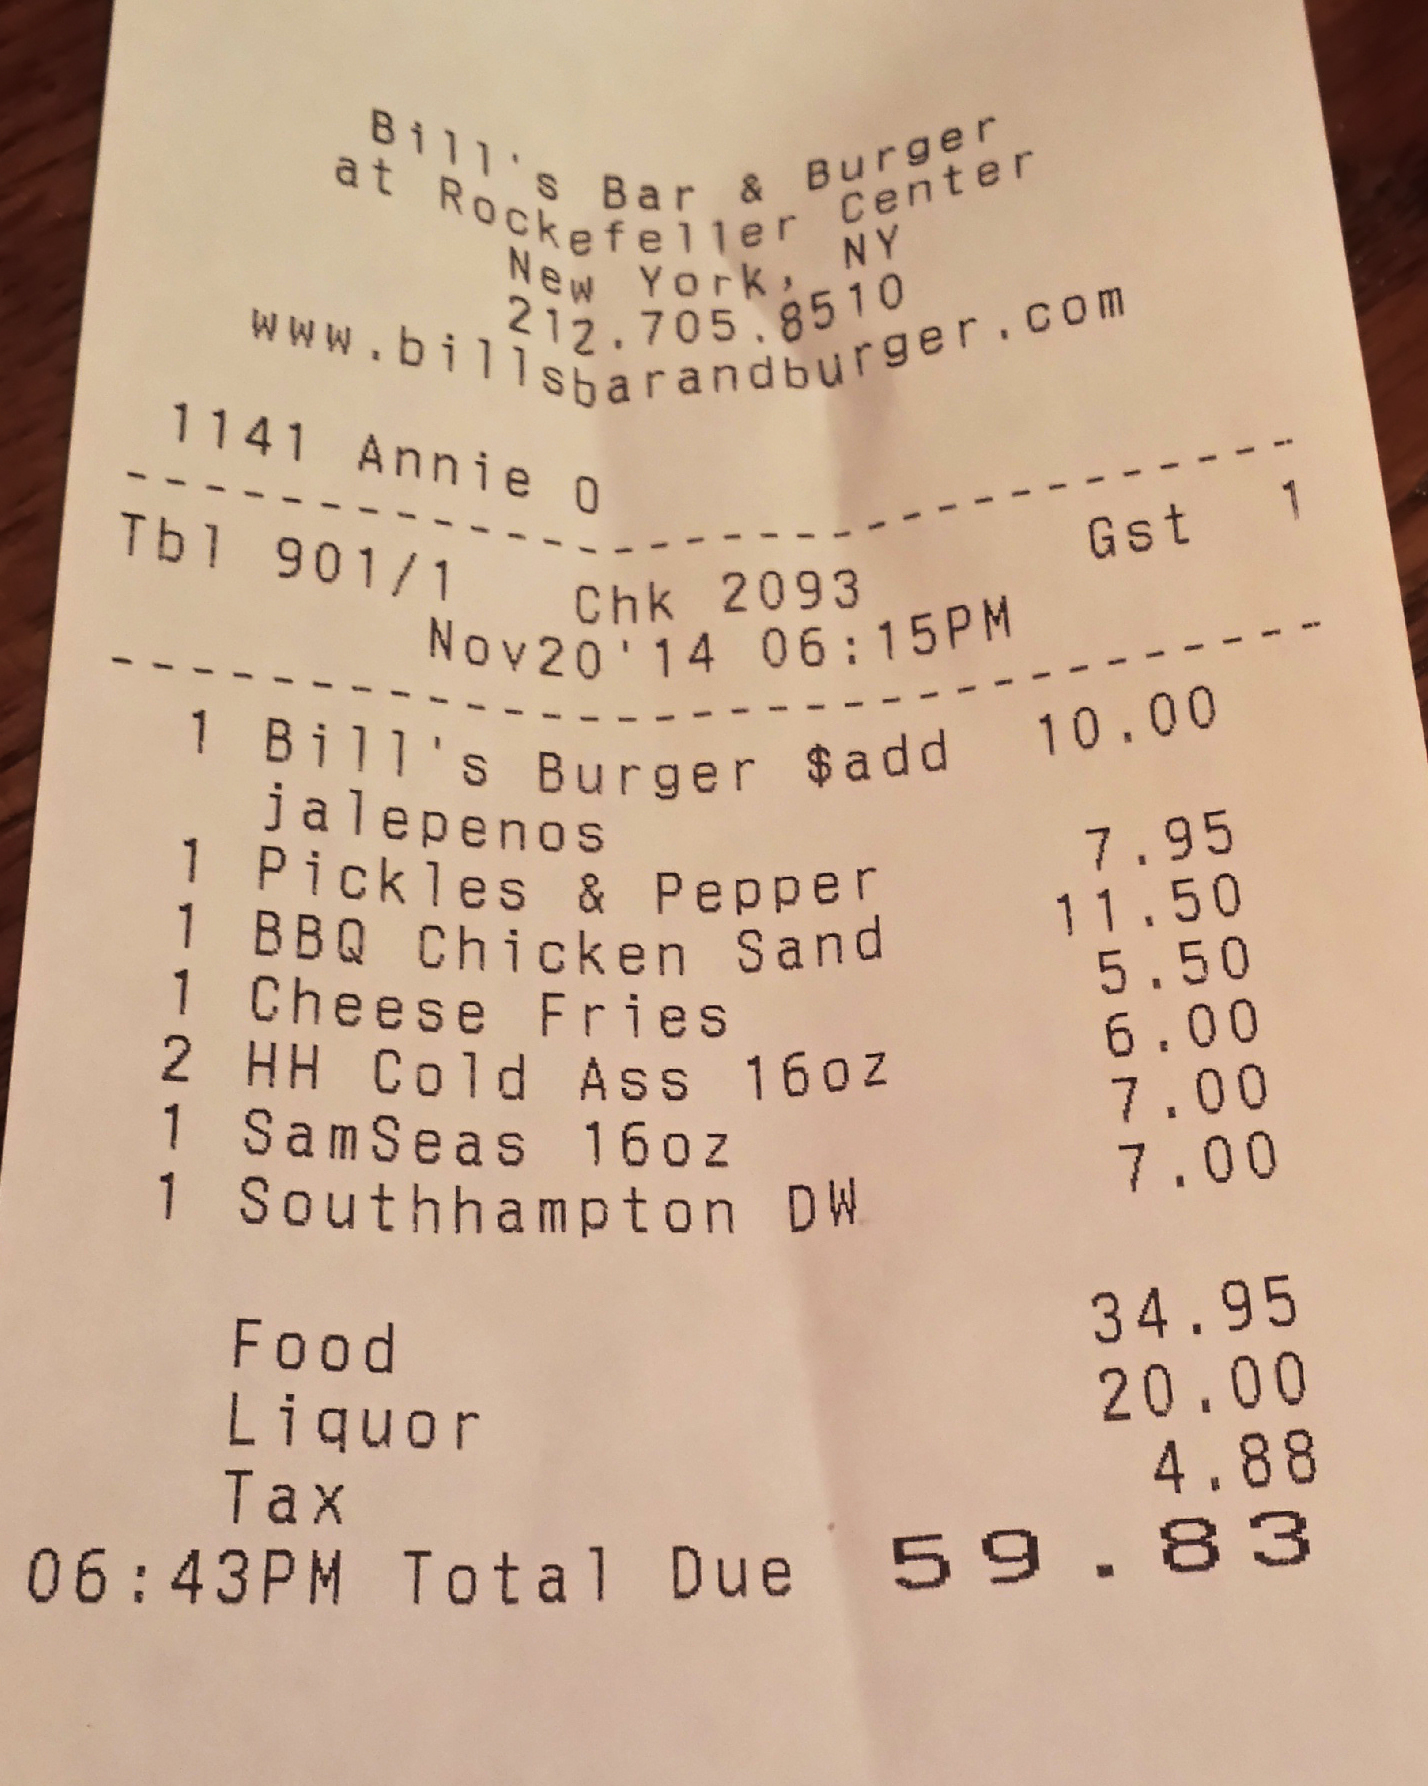 Bill's Bar & Burger
at Rockefeller Center
New York, NY
212.705.8510
www.billsbarandburger.com
1141 Annie O
Tbl 901/1 Chk 2093 Gst 1
Nov20'14 06:15PM
1 Bill's Burger $add 10.00
jalepenos
1 Pickles & Pepper 7.95
1 BBQ Chicken Sand 11.50
1 Cheese Fries 5.50
2 HH Cold Ass 16oz 6.00
1 SamSeas 16oz 7.00
1 Southhampton DW 7.00
Food 34.95
Liquor 20.00
Tax 4.88
06:43PM Total Due 59.83